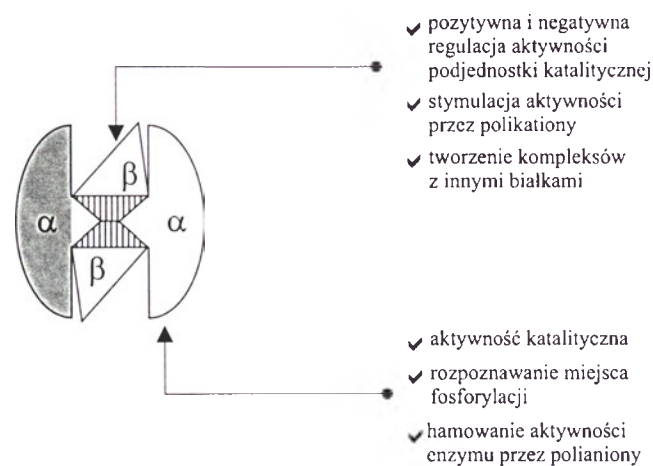 ✓ pozytywna i negatywna
regulacja aktywności
podjednostki katalitycznej
✓ stymulacja aktywności
przez polikationy
✓ tworzenie kompleksów
z innymi białkami
α
β
α
β
✓ aktywność katalityczna
✓ rozpoznawanie miejsca
fosforylacji
✓ hamowanie aktywności
enzymu przez polianiony